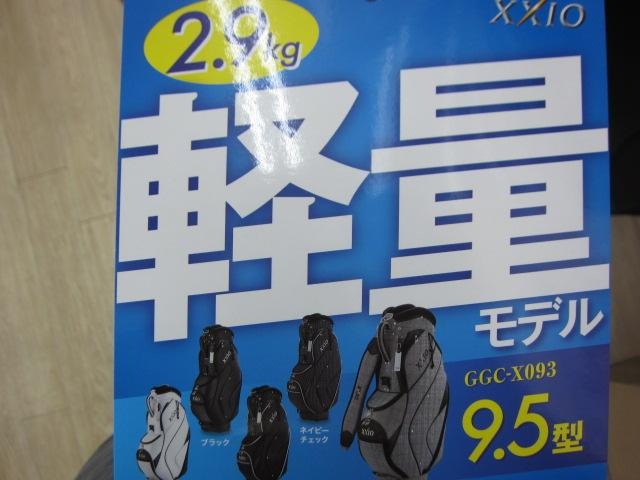 XXIO
2.9kg
軽量
モデル
GGC-X093
9.5型
ブラック
ネイビー
チェック